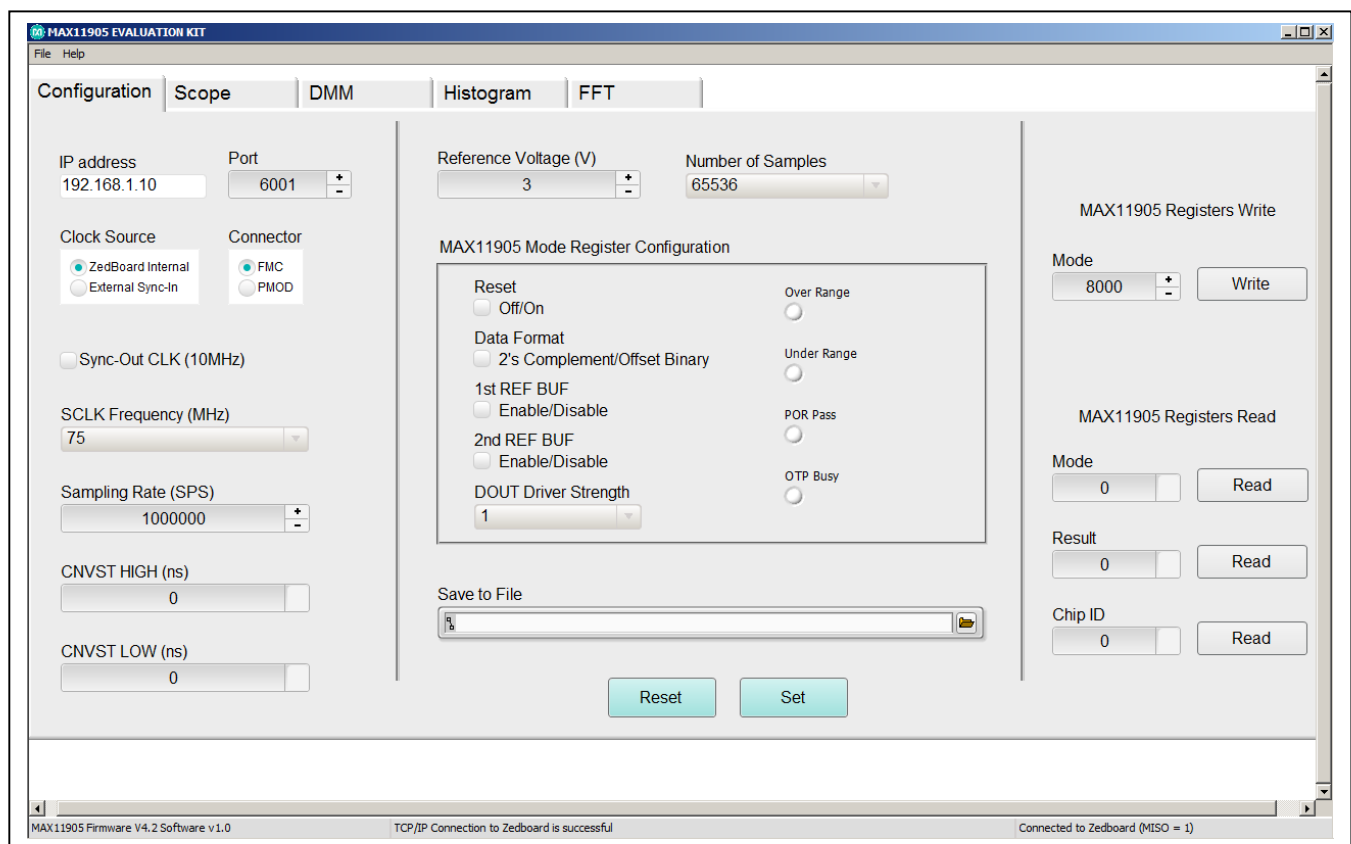 MAX11905 EVALUATION KIT
File Help
Configuration Scope DMM Histogram FFT
IP address Port
192.168.1.10 6001
Clock Source Connector
ZedBoard Internal FMC
External Sync-In PMOD
Sync-Out CLK (10MHz)
SCLK Frequency (MHz)
75
Sampling Rate (SPS)
1000000
CNVST HIGH (ns)
0
CNVST LOW (ns)
0
Reference Voltage (V) Number of Samples
3 65536
MAX11905 Mode Register Configuration
Reset
Off/On
Data Format
2's Complement/Offset Binary
1st REF BUF
Enable/Disable
2nd REF BUF
Enable/Disable
DOUT Driver Strength
1
Over Range
Under Range
POR Pass
OTP Busy
Save to File
Reset Set
MAX11905 Registers Write
Mode
8000 Write
MAX11905 Registers Read
Mode
0 Read
Result
0 Read
Chip ID
0 Read
MAX11905 Firmware V4.2 Software v1.0 TCP/IP Connection to Zedboard is successful Connected to Zedboard (MISO = 1)